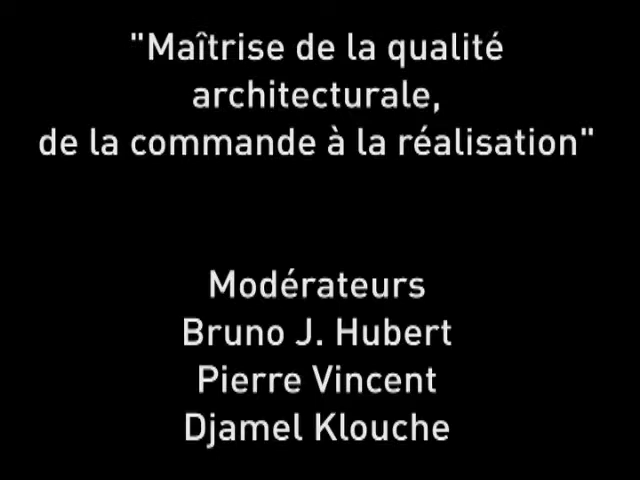 "Maîtrise de la qualité
architecturale,
de la commande à la réalisation"
Modérateurs
Bruno J. Hubert
Pierre Vincent
Djamel Klouche